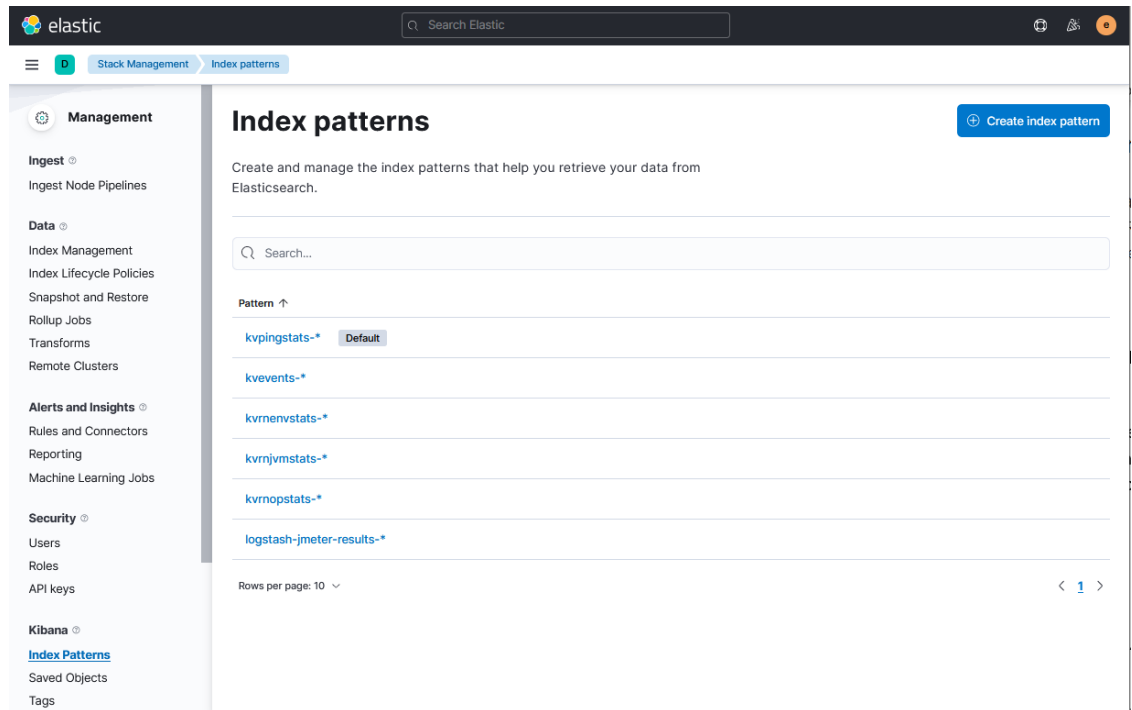 elastic
Search Elastic
e
D
Stack Management
Index patterns
Management
Ingest
Ingest Node Pipelines
Data
Index Management
Index Lifecycle Policies
Snapshot and Restore
Rollup Jobs
Transforms
Remote Clusters
Alerts and Insights
Rules and Connectors
Reporting
Machine Learning Jobs
Security
Users
Roles
API keys
Kibana
Index Patterns
Saved Objects
Tags
Index patterns
Create index pattern
Create and manage the index patterns that help you retrieve your data from
Elasticsearch.
Search...
Pattern
kvpingstats-* Default
kvevents-*
kvrnenvstats-*
kvrnjvmstats-*
kvrnopstats-*
logstash-jmeter-results-*
Rows per page: 10
1